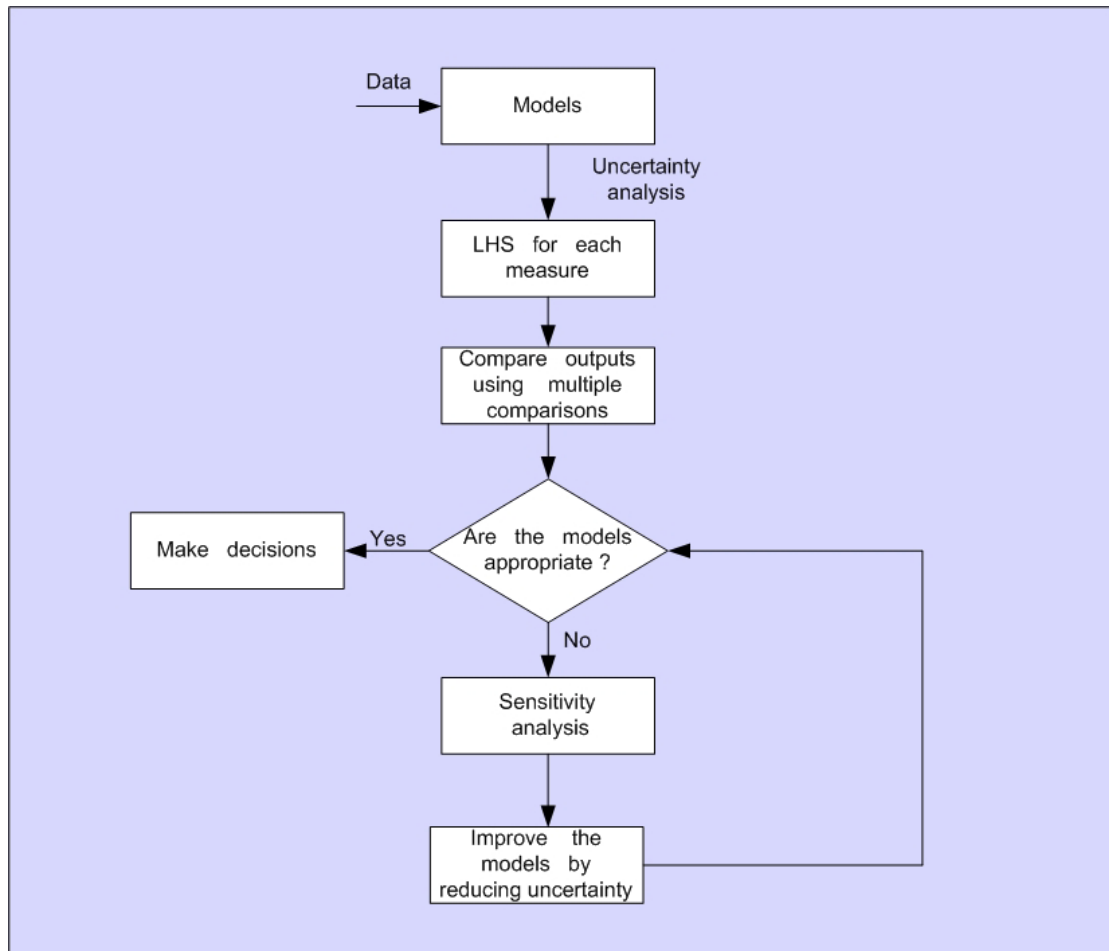 Data
Models
Uncertainty
analysis
LHS for each
measure
Compare outputs
using multiple
comparisons
Are the models
appropriate ?
Yes
Make decisions
No
Sensitivity
analysis
Improve the
models by
reducing uncertainty